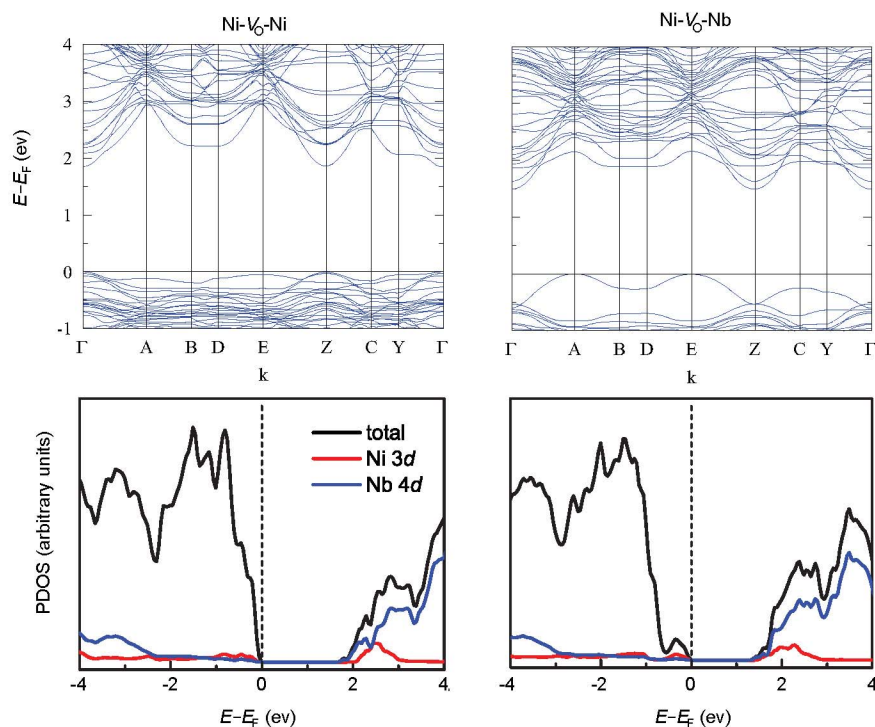 Ni-VO-Ni
4
3
2
1
0
-1
E-EF (ev)
Γ A B D E Z C Y Γ
k
Ni-VO-Nb
Γ A B D E Z C Y Γ
k
PDOS (arbitrary units)
total
Ni 3d
Nb 4d
-4 -2 0 2 4
E-EF (ev)
-4 -2 0 2 4
E-EF (ev)